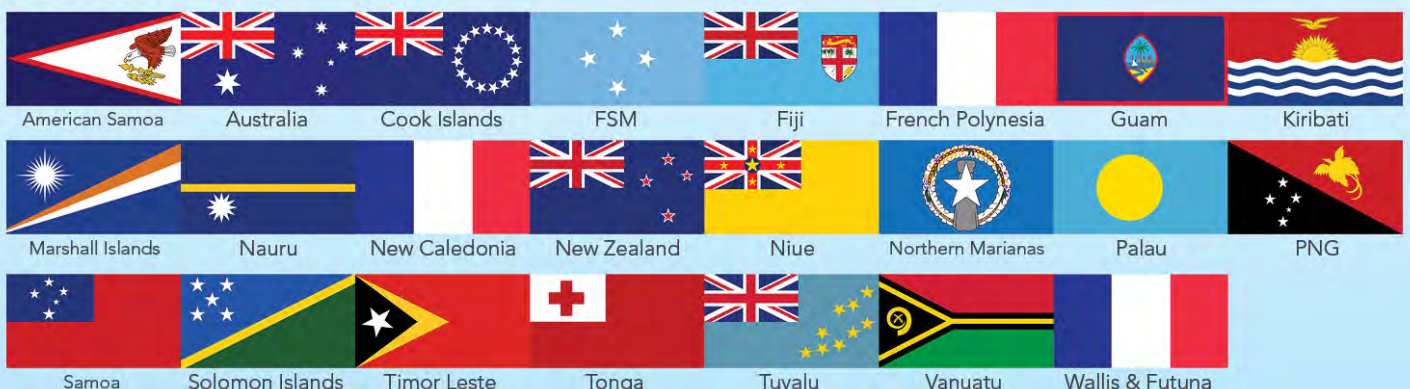 American Samoa Australia Cook Islands FSM Fiji French Polynesia Guam Kiribati
Marshall Islands Nauru New Caledonia New Zealand Niue Northern Marianas Palau PNG
Samoa Solomon Islands Timor Leste Tonga Tuvalu Vanuatu Wallis & Futuna